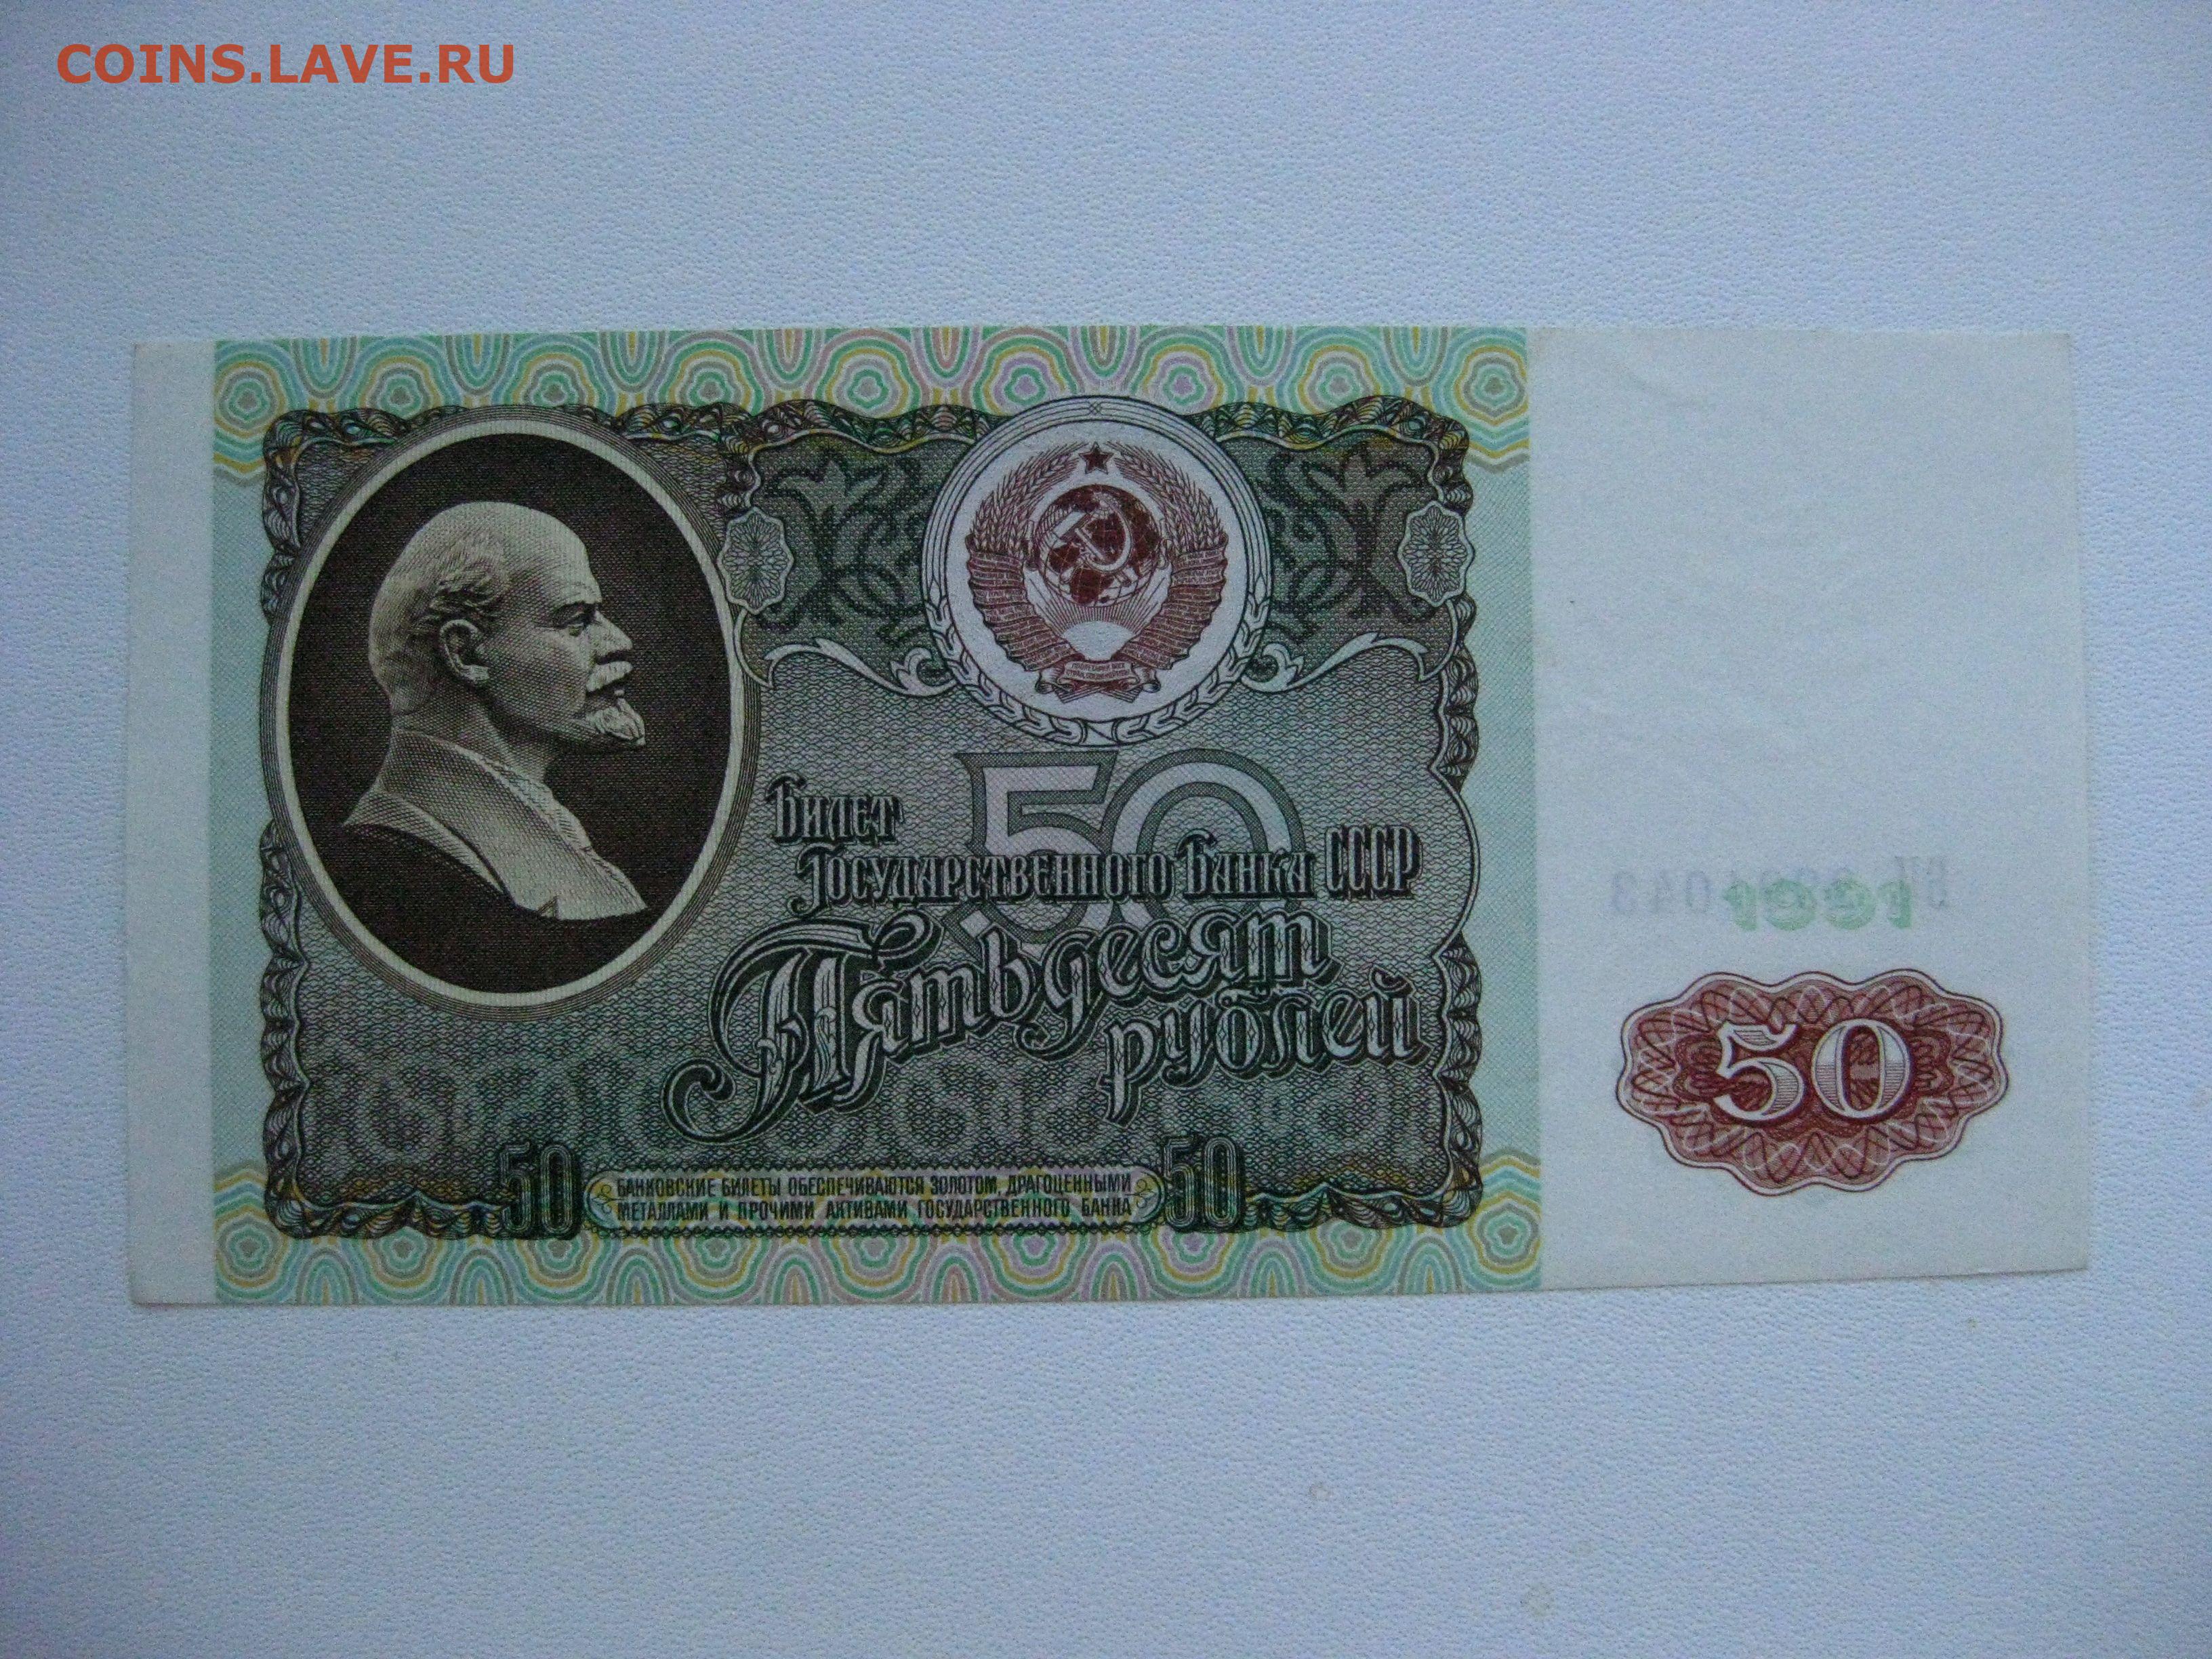 COINS.LAVE.RU
50
Билет
Государственного Банка СССР
Пятьдесят
рублей
50
50 БАНКОВСКИЕ БИЛЕТЫ ОБЕСПЕЧИВАЮТСЯ ЗОЛОТОМ, ДРАГОЦЕННЫМИ 50
МЕТАЛЛАМИ И ПРОЧИМИ АКТИВАМИ ГОСУДАРСТВЕННОГО БАНКА